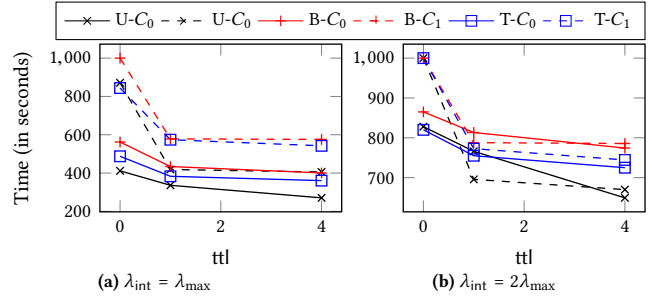 U-C₀ U-C₀ B-C₀ B-C₁ T-C₀ T-C₁
Time (in seconds)
1,000
800
600
400
200
0 2 4
ttl
(a) λint = λmax
1,000
900
800
700
0 2 4
ttl
(b) λint = 2λmax